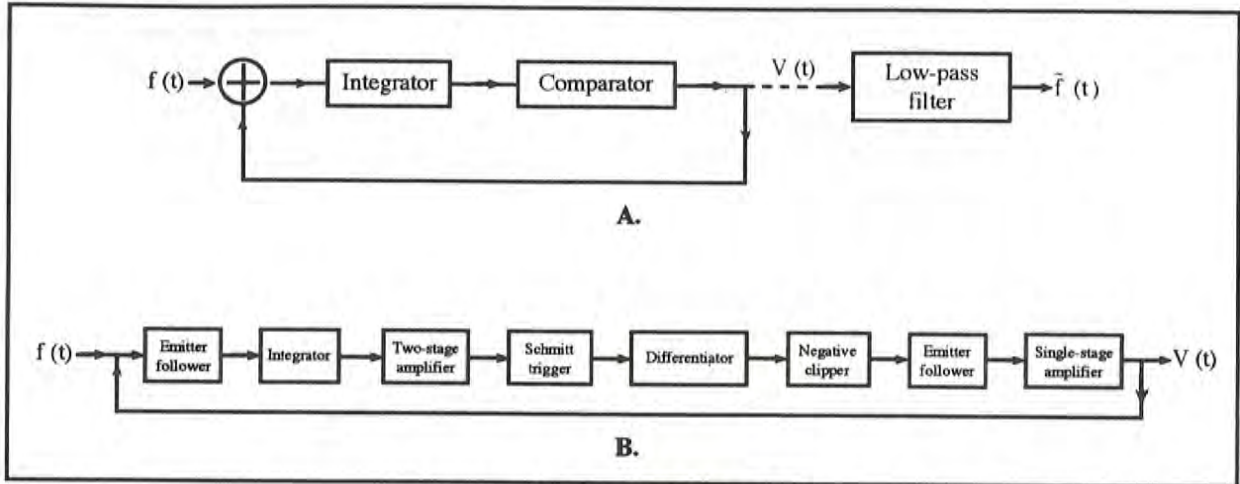 f (t)
Integrator
Comparator
V (t)
Low-pass
filter
f̃ (t)
A.
f (t)
Emitter
follower
Integrator
Two-stage
amplifier
Schmitt
trigger
Differentiator
Negative
clipper
Emitter
follower
Single-stage
amplifier
V (t)
B.